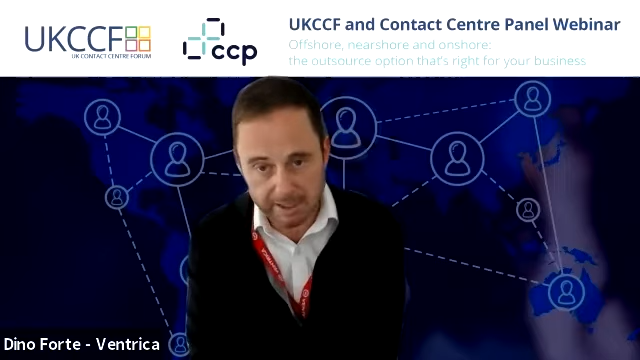 UKCCF
UK CONTACT CENTRE FORUM
ccp
UKCCF and Contact Centre Panel Webinar
Offshore, nearshore and onshore:
the outsource option that's right for your business
VENTRICA
Dino Forte - Ventrica